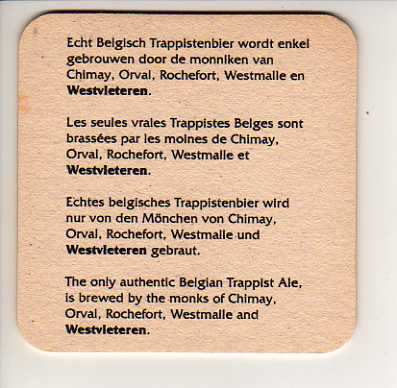 Echt Belgisch Trappistenbier wordt enkel
gebrouwen door de monniken van
Chimay, Orval, Rochefort, Westmalle en
Westvleteren.
Les seules vraies Trappistes Belges sont
brassées par les moines de Chimay,
Orval, Rochefort, Westmalle et
Westvleteren.
Echtes belgisches Trappistenbier wird
nur von den Mönchen von Chimay,
Orval, Rochefort, Westmalle und
Westvleteren gebraut.
The only authentic Belgian Trappist Ale,
is brewed by the monks of Chimay,
Orval, Rochefort, Westmalle and
Westvleteren.